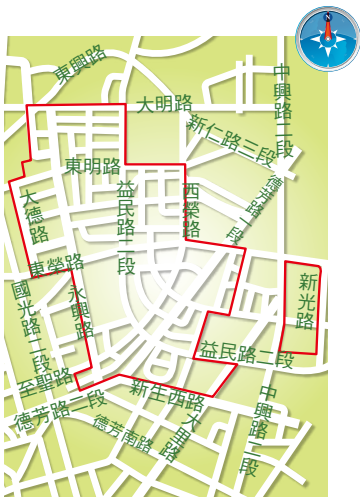 N
東興路
中興路二段
大明路
新仁路三段
東明路
德芳路一段
大德路
益民路二段
西榮路
東榮路
新光路
國光路二段
永興路
益民路二段
至聖路
新生西路
中興路二段
德芳路二段
德芳南路
大里路